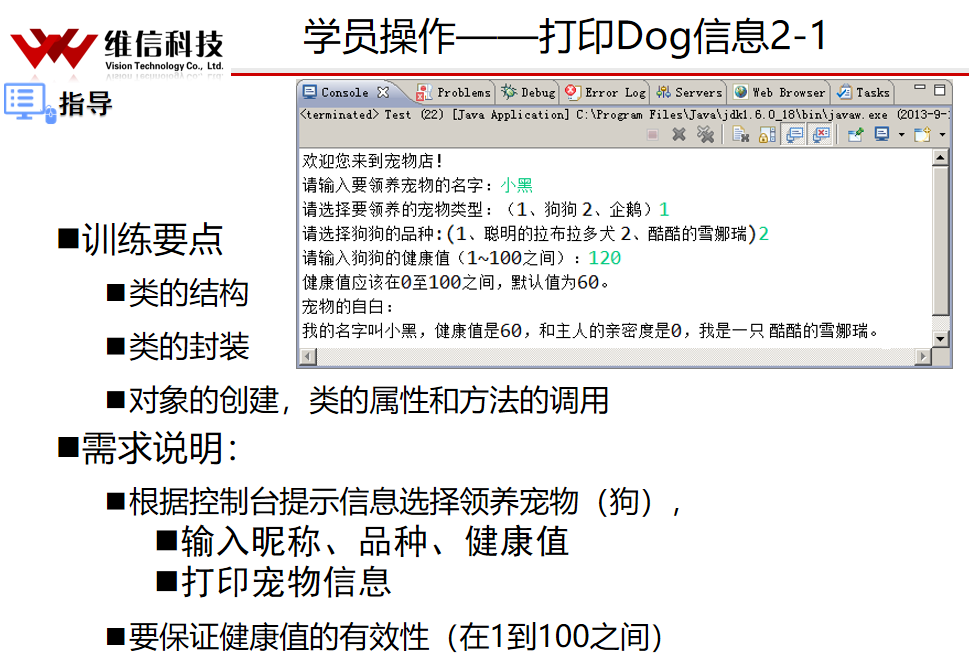 维信科技
Vision Technology Co., Ltd.
学员操作——打印Dog信息2-1
指导
Console Problems Debug Error Log Servers Web Browser Tasks
<terminated> Test (22) [Java Application] C:\Program Files\Java\jdk1.6.0_18\bin\javaw.exe (2013-9-
欢迎您来到宠物店!
请输入要领养宠物的名字：小黑
请选择要领养的宠物类型：（1、狗狗 2、企鹅）1
请选择狗狗的品种:(1、聪明的拉布拉多犬 2、酷酷的雪娜瑞)2
请输入狗狗的健康值（1~100之间）：120
健康值应该在0至100之间，默认值为60。
宠物的自白：
我的名字叫小黑，健康值是60，和主人的亲密度是0，我是一只 酷酷的雪娜瑞。
■训练要点
■类的结构
■类的封装
■对象的创建，类的属性和方法的调用
■需求说明：
■根据控制台提示信息选择领养宠物（狗），
■输入昵称、品种、健康值
■打印宠物信息
■要保证健康值的有效性（在1到100之间）